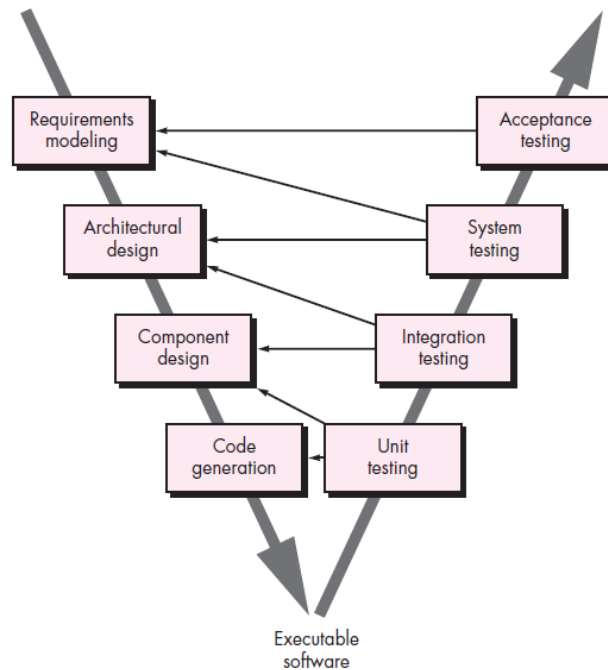 Requirements
modeling
Acceptance
testing
Architectural
design
System
testing
Component
design
Integration
testing
Code
generation
Unit
testing
Executable
software